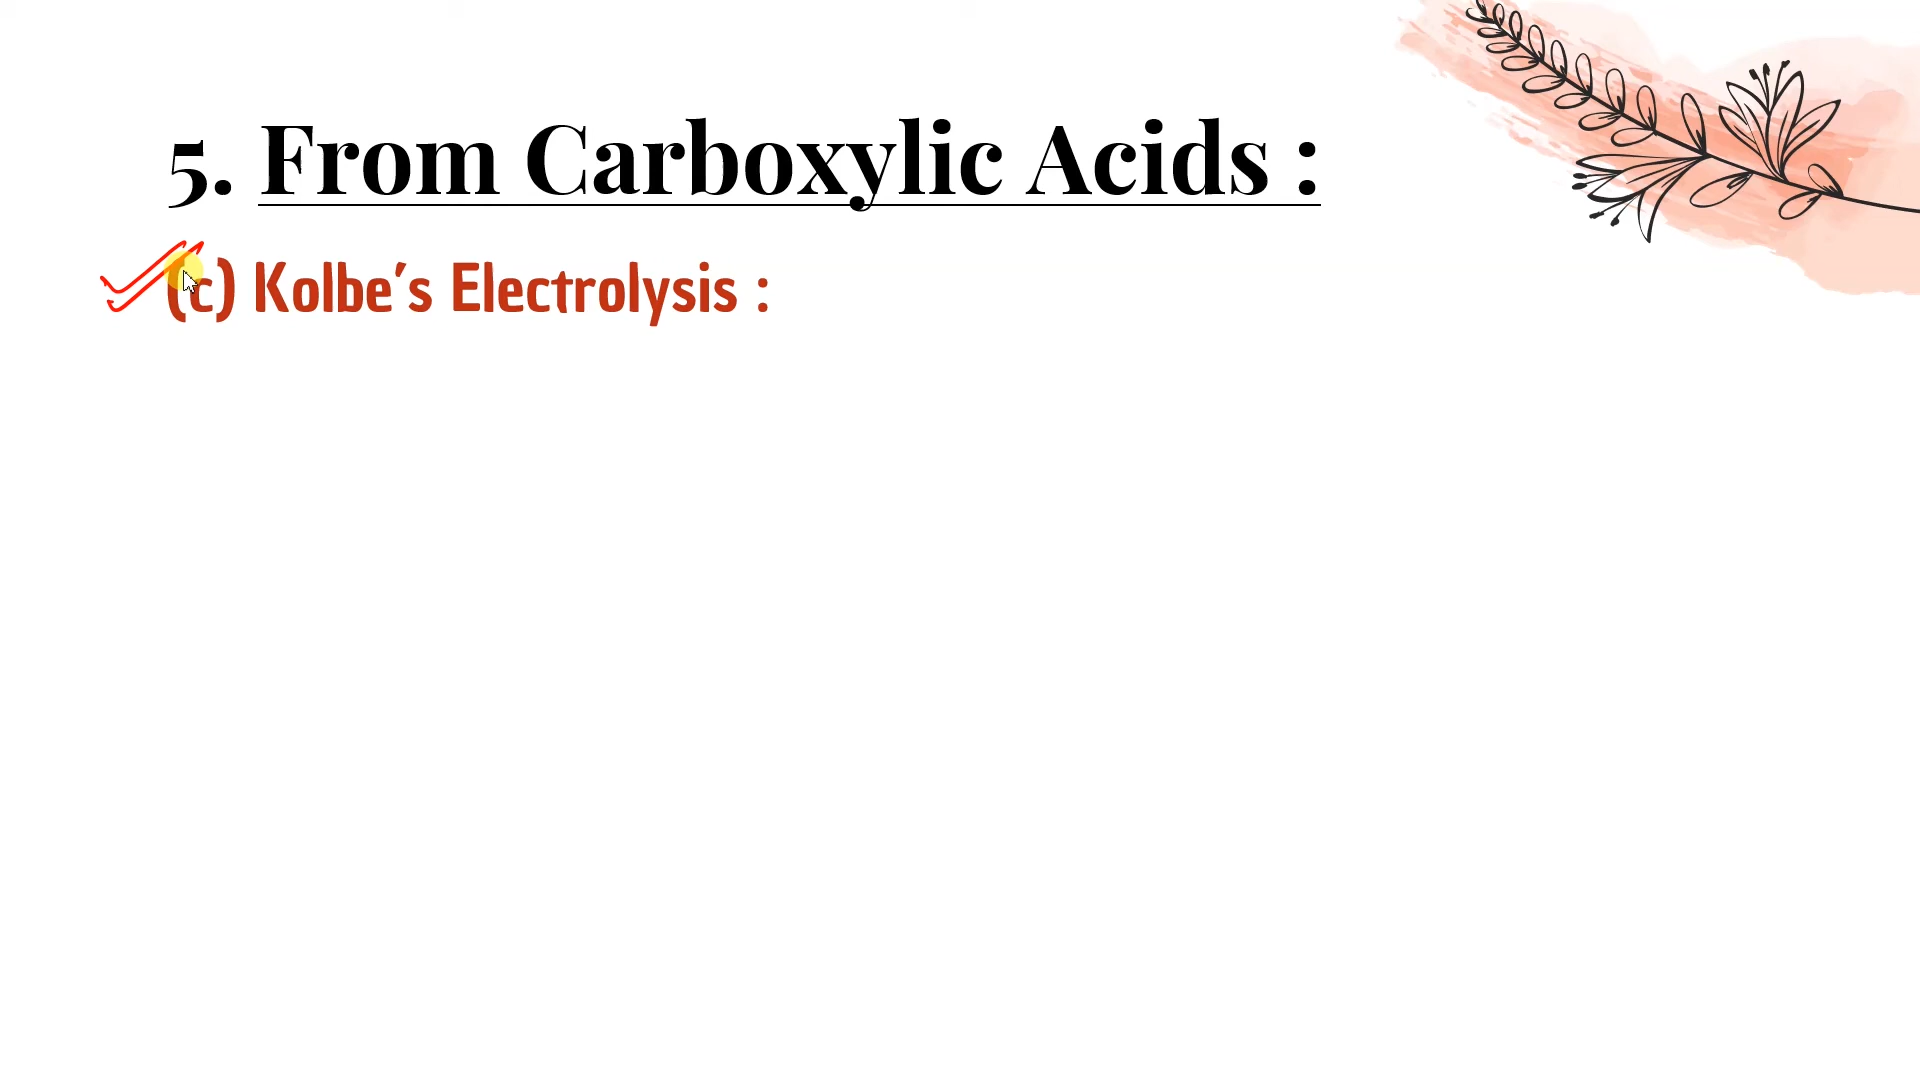 5. From Carboxylic Acids :
(c) Kolbe's Electrolysis :